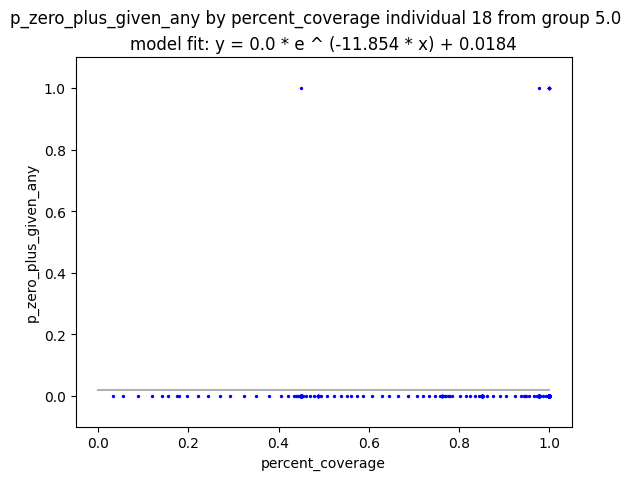 p_zero_plus_given_any by percent_coverage individual 18 from group 5.0
model fit: y = 0.0 * e ^ (-11.854 * x) + 0.0184
1.0
0.8
0.6
0.4
0.2
0.0
p_zero_plus_given_any
0.0 0.2 0.4 0.6 0.8 1.0
percent_coverage